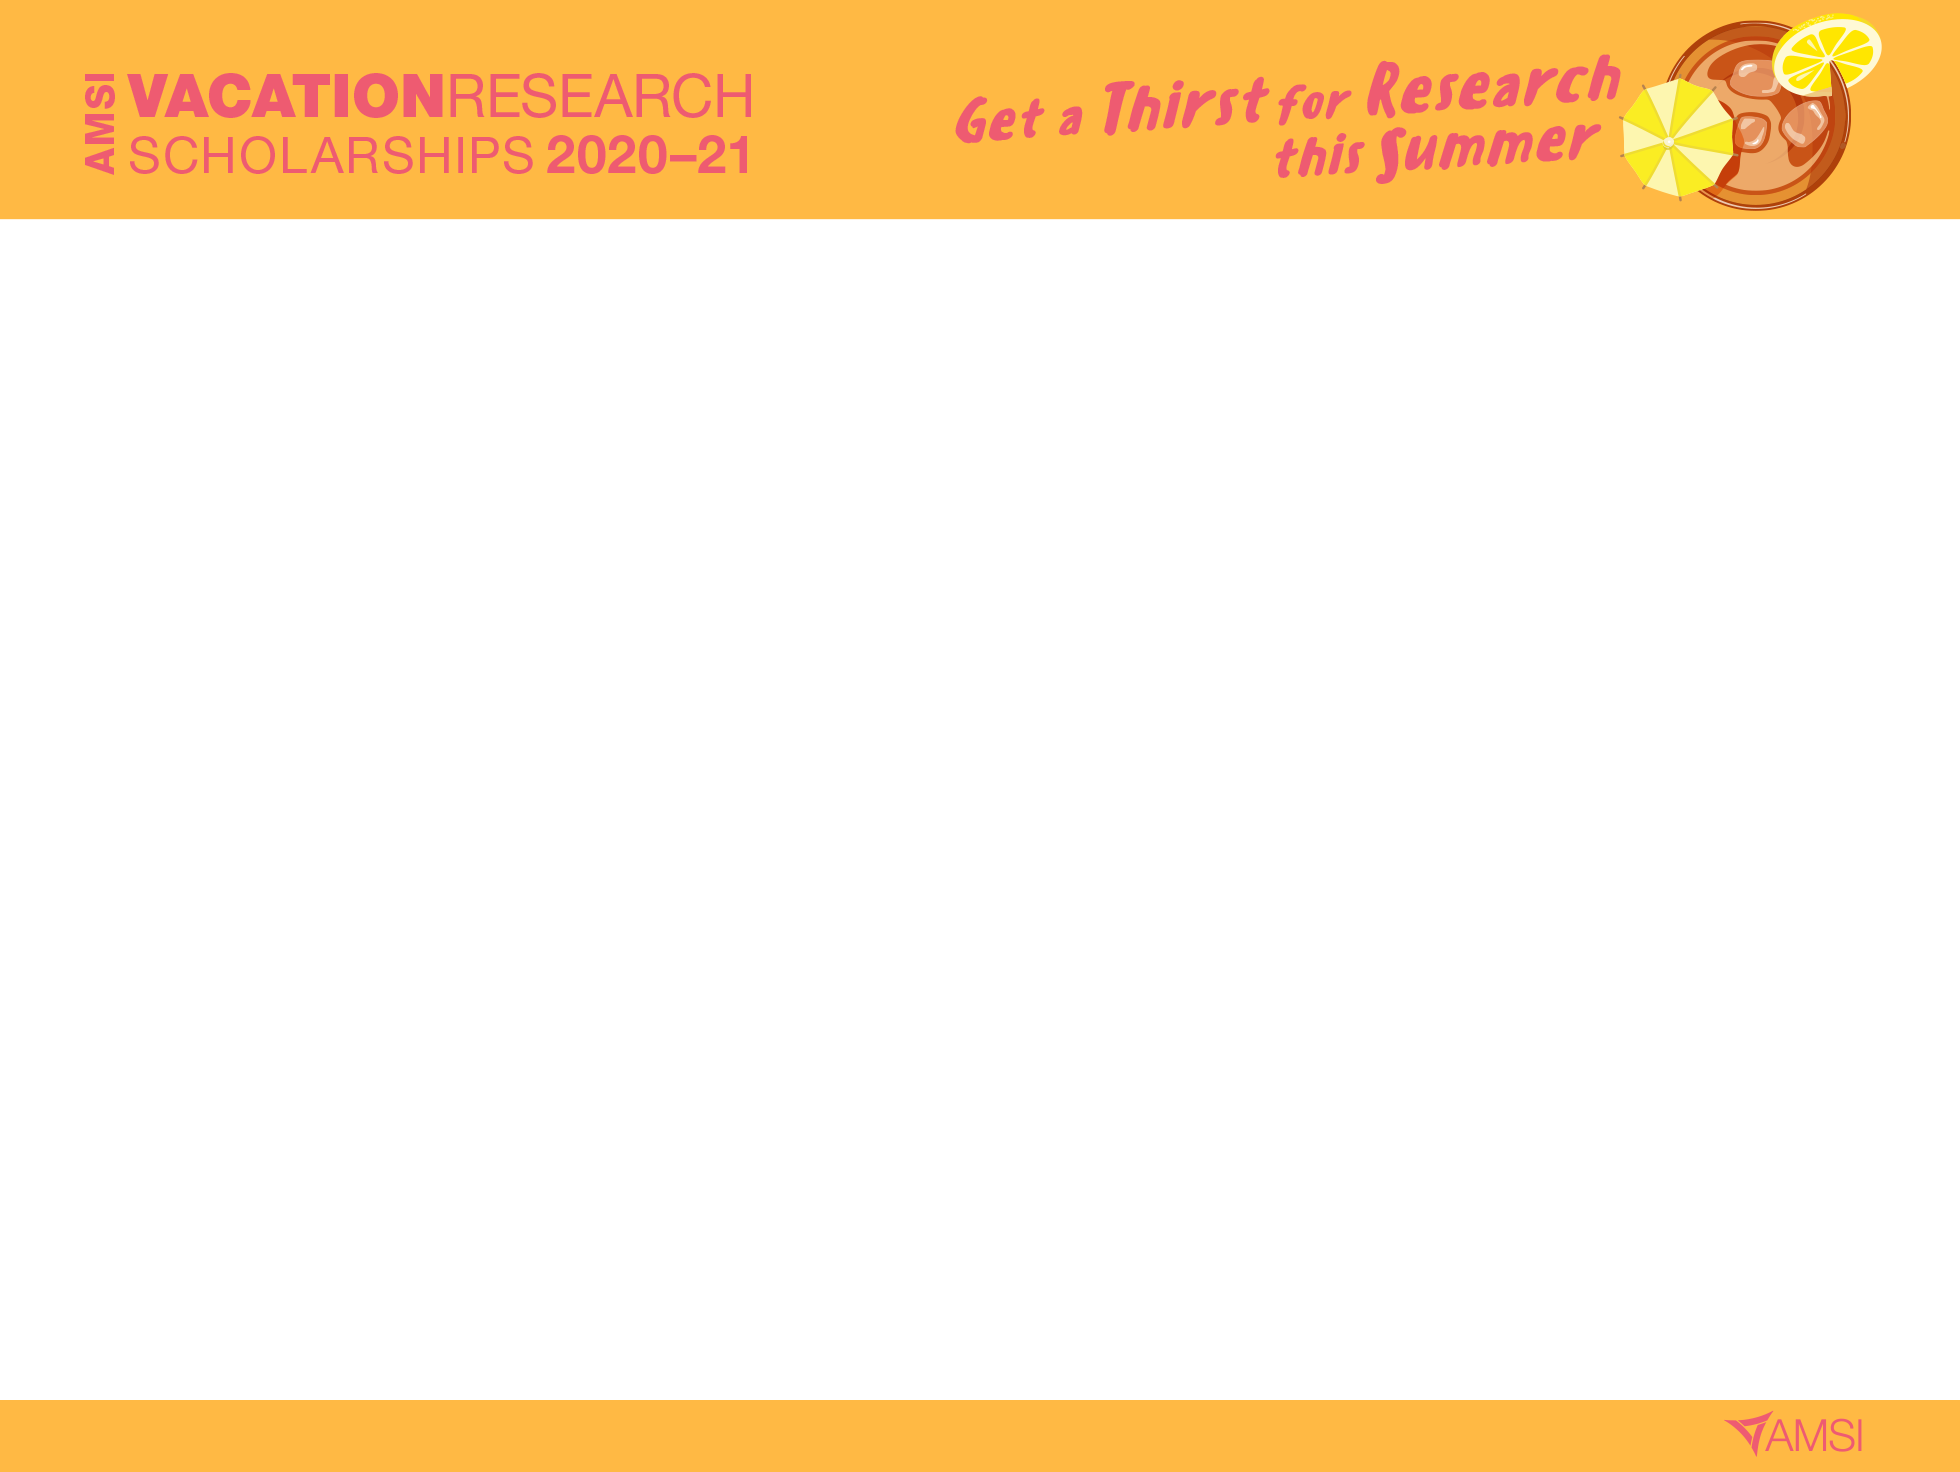 AMSI
VACATIONRESEARCH
SCHOLARSHIPS 2020–21
Get a Thirst for Research
this Summer
AMSI